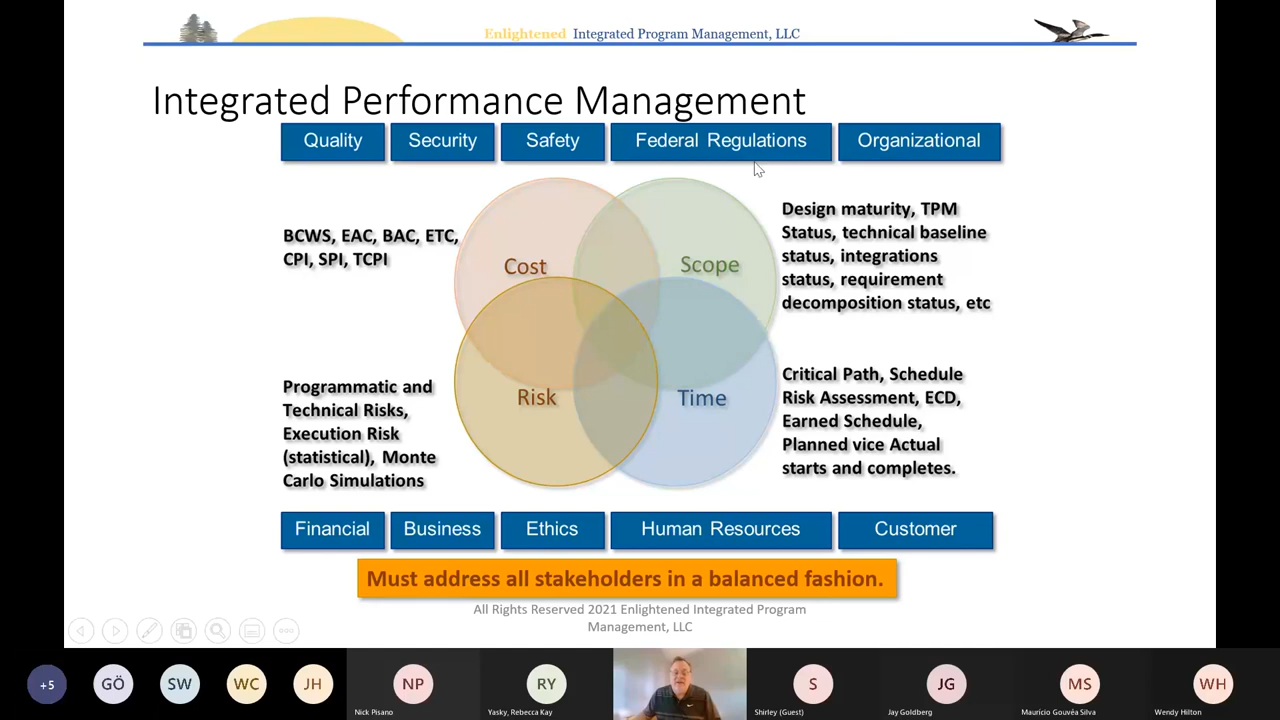 Enlightened Integrated Program Management, LLC
Integrated Performance Management
Quality
Security
Safety
Federal Regulations
Organizational
BCWS, EAC, BAC, ETC,
CPI, SPI, TCPI
Cost
Scope
Design maturity, TPM
Status, technical baseline
status, integrations
status, requirement
decomposition status, etc
Programmatic and
Technical Risks,
Execution Risk
(statistical), Monte
Carlo Simulations
Risk
Time
Critical Path, Schedule
Risk Assessment, ECD,
Earned Schedule,
Planned vice Actual
starts and completes.
Financial
Business
Ethics
Human Resources
Customer
Must address all stakeholders in a balanced fashion.
All Rights Reserved 2021 Enlightened Integrated Program
Management, LLC
+5
GÖ
SW
WC
JH
NP
Nick Pisano
RY
Yasky, Rebecca Kay
S
Shirley (Guest)
JG
Jay Goldberg
MS
Maurício Gouvêa Silva
WH
Wendy Hilton